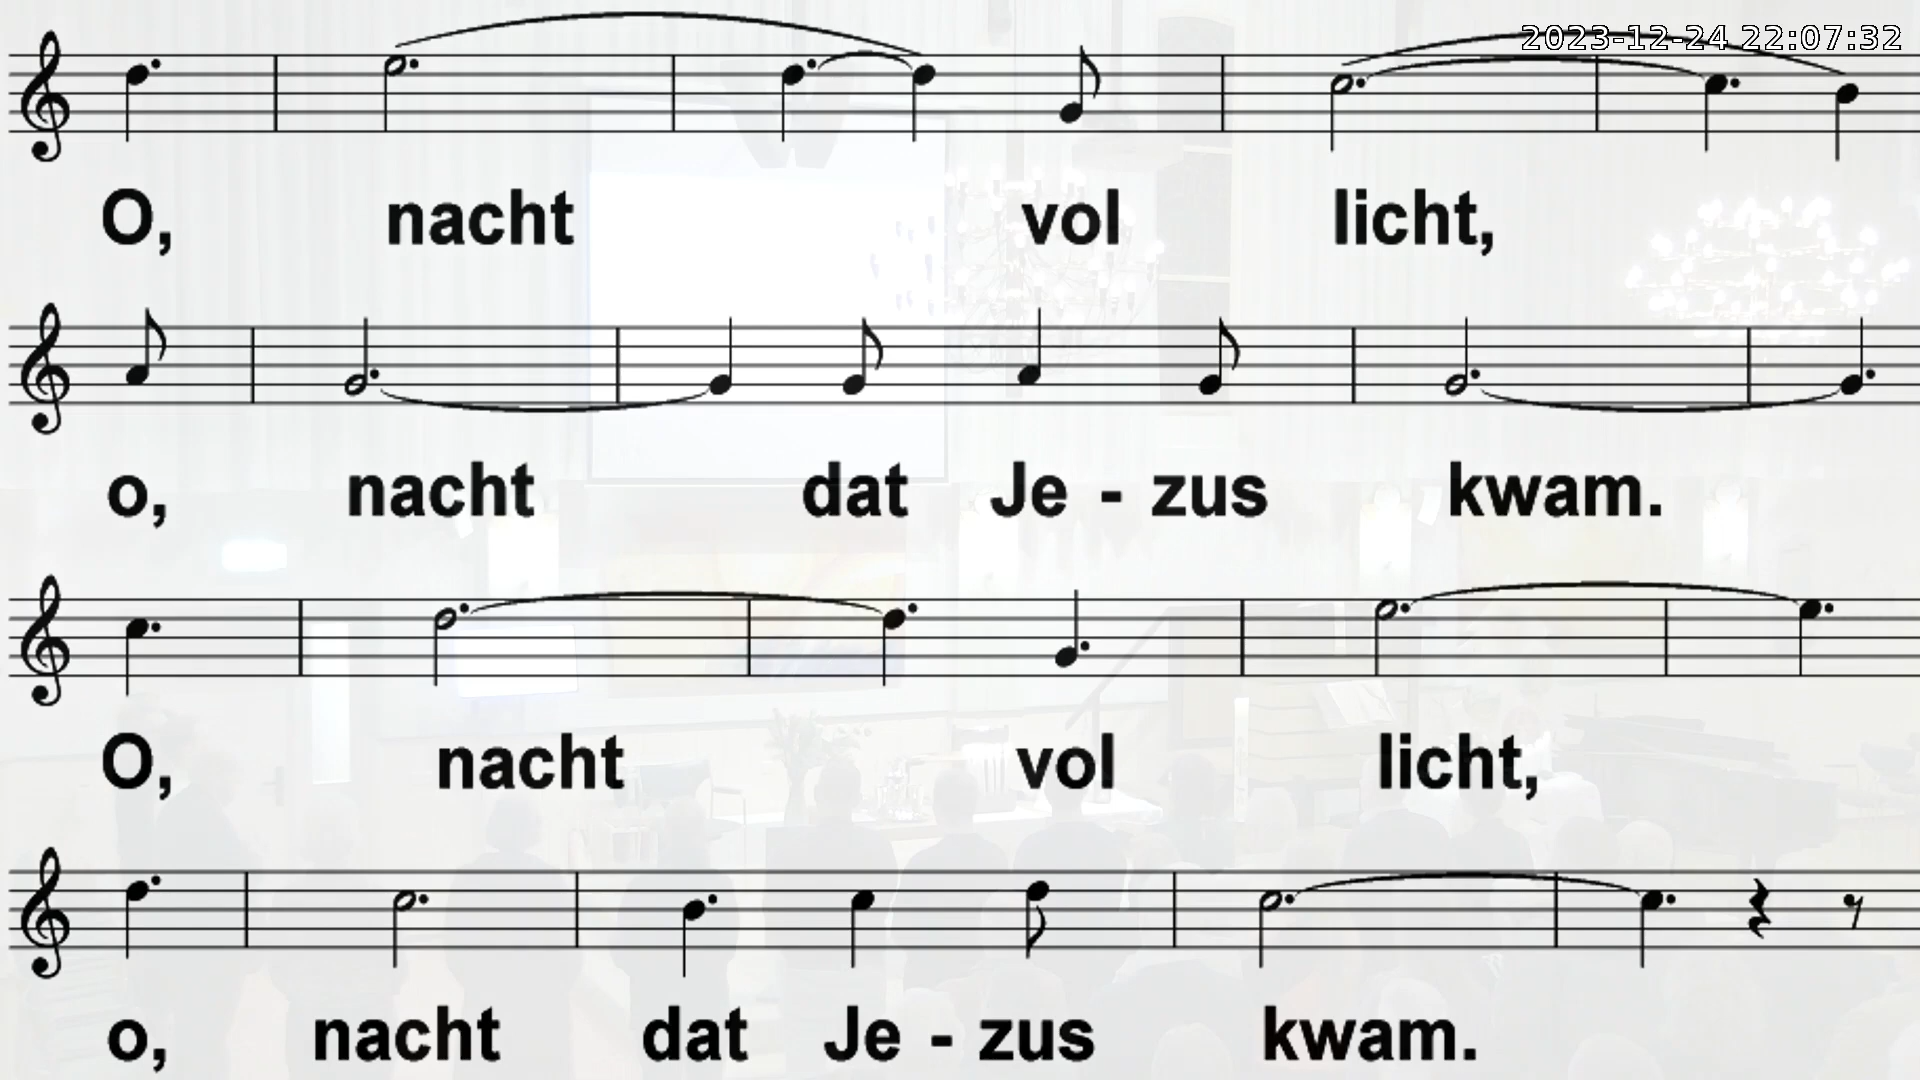 2023-12-24 22:07:32
O, nacht vol licht,
o, nacht dat Je - zus kwam.
O, nacht vol licht,
o, nacht dat Je - zus kwam.